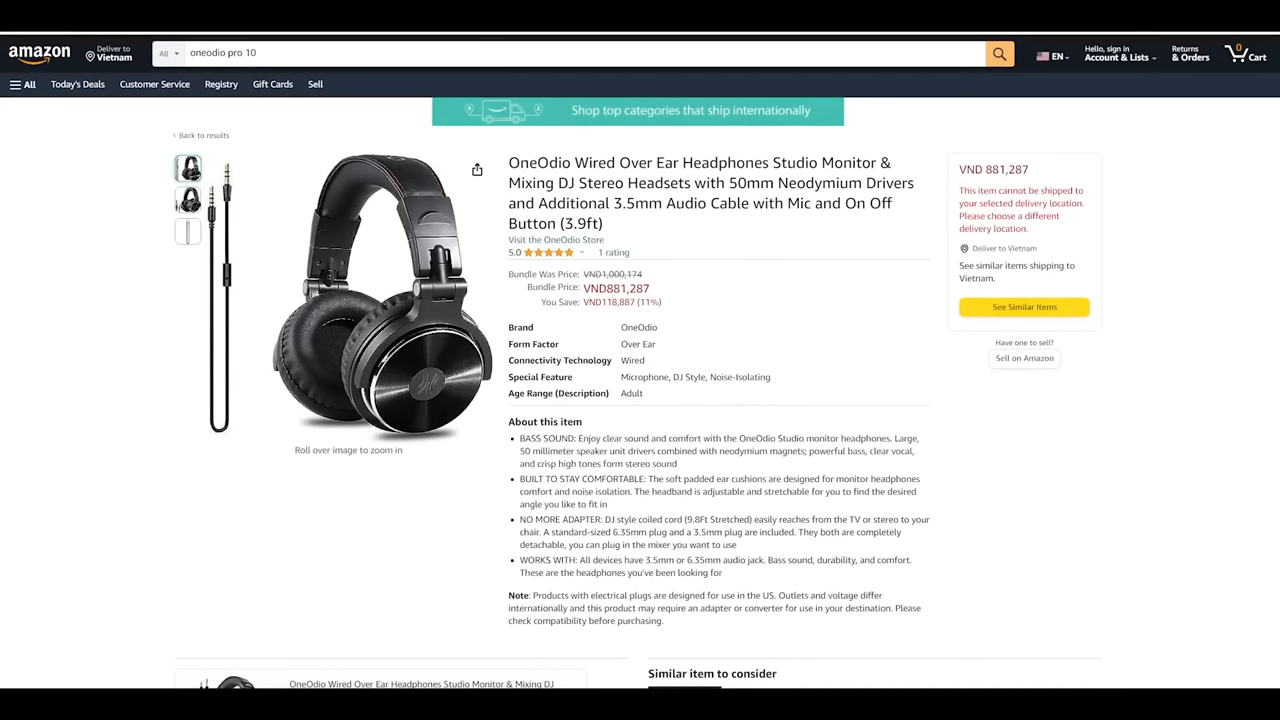 amazon
Deliver to
Vietnam
All
oneodio pro 10
EN
Hello, sign in
Account & Lists
Returns
& Orders
0
Cart
All
Today's Deals
Customer Service
Registry
Gift Cards
Sell
Shop top categories that ship internationally
‹ Back to results
OneOdio Wired Over Ear Headphones Studio Monitor &
Mixing DJ Stereo Headsets with 50mm Neodymium Drivers
and Additional 3.5mm Audio Cable with Mic and On Off
Button (3.9ft)
Visit the OneOdio Store
5.0
1 rating
Bundle Was Price: VND1,000,174
Bundle Price: VND881,287
You Save: VND118,887 (11%)
Brand OneOdio
Form Factor Over Ear
Connectivity Technology Wired
Special Feature Microphone, DJ Style, Noise-Isolating
Age Range (Description) Adult
About this item
• BASS SOUND: Enjoy clear sound and comfort with the OneOdio Studio monitor headphones. Large,
50 millimeter speaker unit drivers combined with neodymium magnets; powerful bass, clear vocal,
and crisp high tones form stereo sound
• BUILT TO STAY COMFORTABLE: The soft padded ear cushions are designed for monitor headphones
comfort and noise isolation. The headband is adjustable and stretchable for you to find the desired
angle you like to fit in
• NO MORE ADAPTER: DJ style coiled cord (9.8Ft Stretched) easily reaches from the TV or stereo to your
chair. A standard-sized 6.35mm plug and a 3.5mm plug are included. They both are completely
detachable, you can plug in the mixer you want to use
• WORKS WITH: All devices have 3.5mm or 6.35mm audio jack. Bass sound, durability, and comfort.
These are the headphones you've been looking for
Note: Products with electrical plugs are designed for use in the US. Outlets and voltage differ
internationally and this product may require an adapter or converter for use in your destination. Please
check compatibility before purchasing.
Roll over image to zoom in
VND 881,287
This item cannot be shipped to
your selected delivery location.
Please choose a different
delivery location.
Deliver to Vietnam
See similar items shipping to
Vietnam.
See Similar Items
Have one to sell?
Sell on Amazon
OneOdio Wired Over Ear Headphones Studio Monitor & Mixing DJ
Similar item to consider